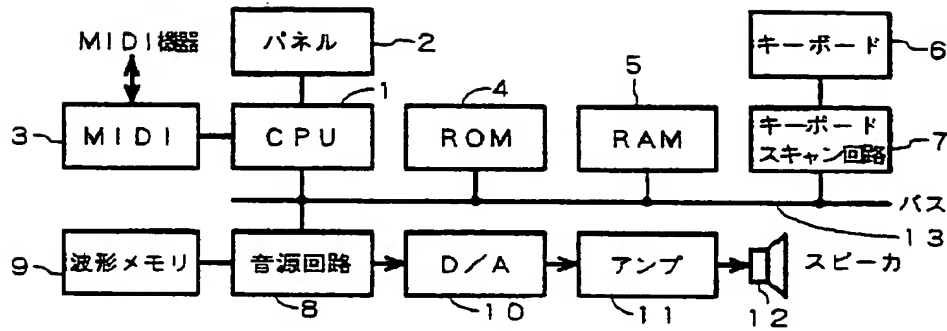 MIDI機器
パネル
2
1
4
5
キーボード
6
3
MIDI
CPU
ROM
RAM
キーボード
スキャン回路
7
バス
13
9
波形メモリ
音源回路
D/A
アンプ
スピーカ
8
10
11
12